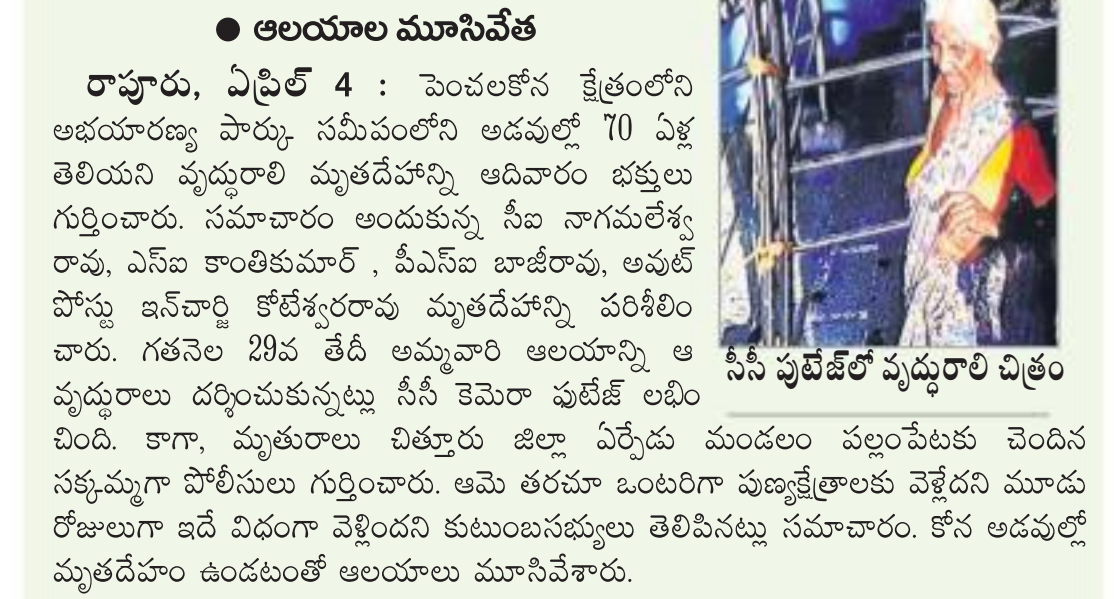 ● ఆలయాల మూసివేత
రాపూరు, ఏప్రిల్ 4 : పెంచలకోన క్షేత్రంలోని
అభయారణ్య పార్కు సమీపంలోని అడవుల్లో 70 ఏళ్ల
తెలియని వృద్ధురాలి మృతదేహాన్ని ఆదివారం భక్తులు
గుర్తించారు. సమాచారం అందుకున్న సీఐ నాగమలేశ్వ
రావు, ఎస్ఐ కాంతికుమార్ , పీఎస్ఐ బాజీరావు, అవుట్
పోస్టు ఇన్‌చార్జి కోటేశ్వరరావు మృతదేహాన్ని పరిశీలిం
చారు. గతనెల 29వ తేదీ అమ్మవారి ఆలయాన్ని ఆ
వృద్థురాలు దర్శించుకున్నట్లు సీసీ కెమెరా ఫుటేజ్ లభిం
సీసీ పుటేజ్‌లో వృద్ధురాలి చిత్రం
చింది. కాగా, మృతురాలు చిత్తూరు జిల్లా ఏర్పేడు మండలం పల్లంపేటకు చెందిన
సక్కమ్మగా పోలీసులు గుర్తించారు. ఆమె తరచూ ఒంటరిగా పుణ్యక్షేత్రాలకు వెళ్లేదని మూడు
రోజులుగా ఇదే విధంగా వెళ్లిందని కుటుంబసభ్యులు తెలిపినట్లు సమాచారం. కోన అడవుల్లో
మృతదేహం ఉండటంతో ఆలయాలు మూసివేశారు.